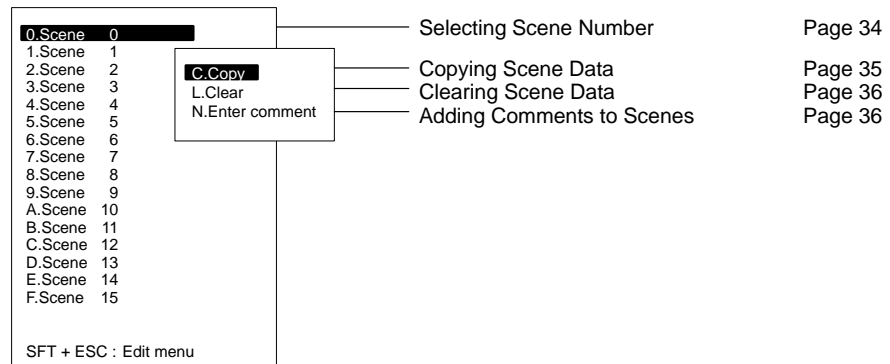 0.Scene 0 Selecting Scene Number Page 34
1.Scene 1
2.Scene 2 C.Copy Copying Scene Data Page 35
3.Scene 3 L.Clear Clearing Scene Data Page 36
4.Scene 4 N.Enter comment Adding Comments to Scenes Page 36
5.Scene 5
6.Scene 6
7.Scene 7
8.Scene 8
9.Scene 9
A.Scene 10
B.Scene 11
C.Scene 12
D.Scene 13
E.Scene 14
F.Scene 15
SFT + ESC : Edit menu